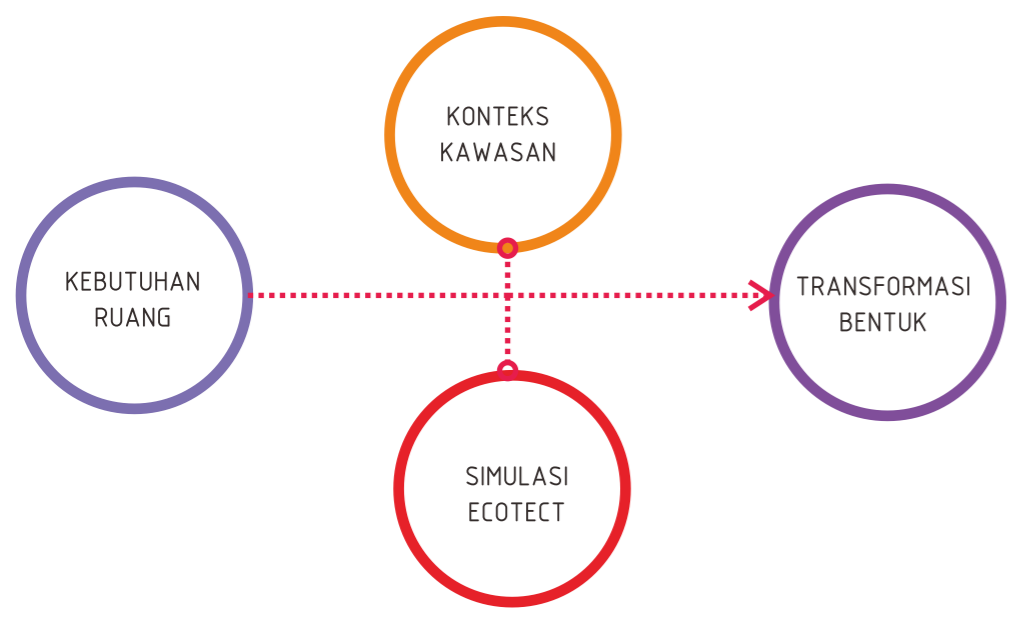 KONTEKS
KAWASAN
KEBUTUHAN
RUANG
TRANSFORMASI
BENTUK
SIMULASI
ECOTECT